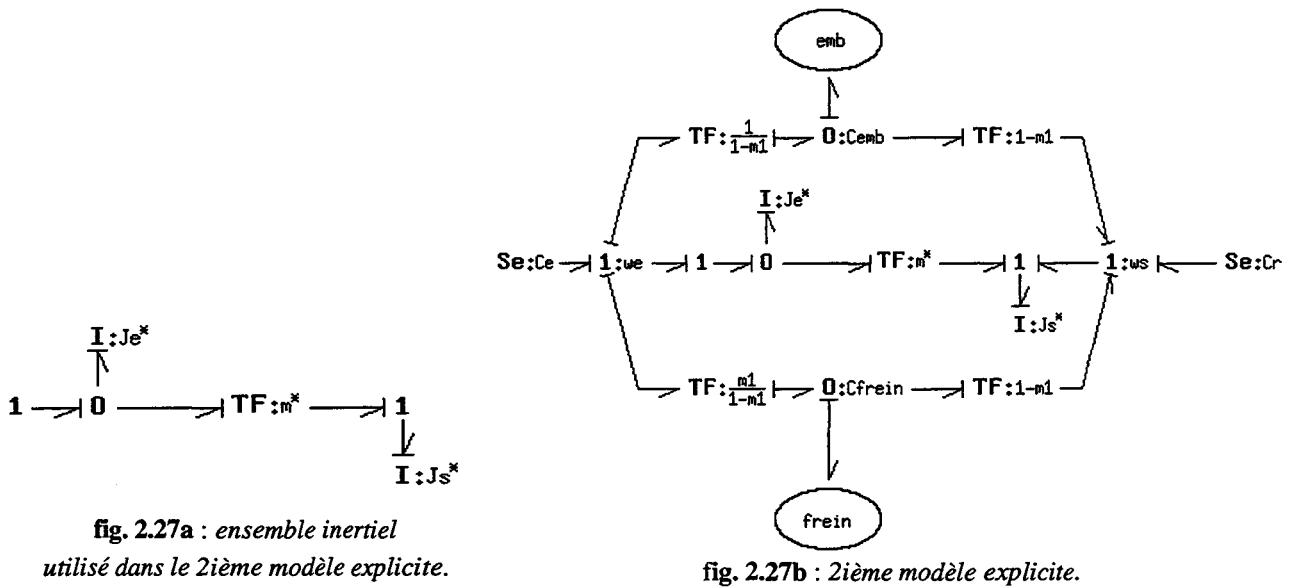 emb
TF:1/(1-m1) 0:Cemb TF:1-m1
I:Je*
Se:Ce 1:we 1 0 TF:m* 1 1:ws Se:Cr
I:Js*
TF:m1/(1-m1) 0:Cfrein TF:1-m1
frein
fig. 2.27b : 2ième modèle explicite.
I:Je*
1 0 TF:m* 1
I:Js*
fig. 2.27a : ensemble inertiel
utilisé dans le 2ième modèle explicite.